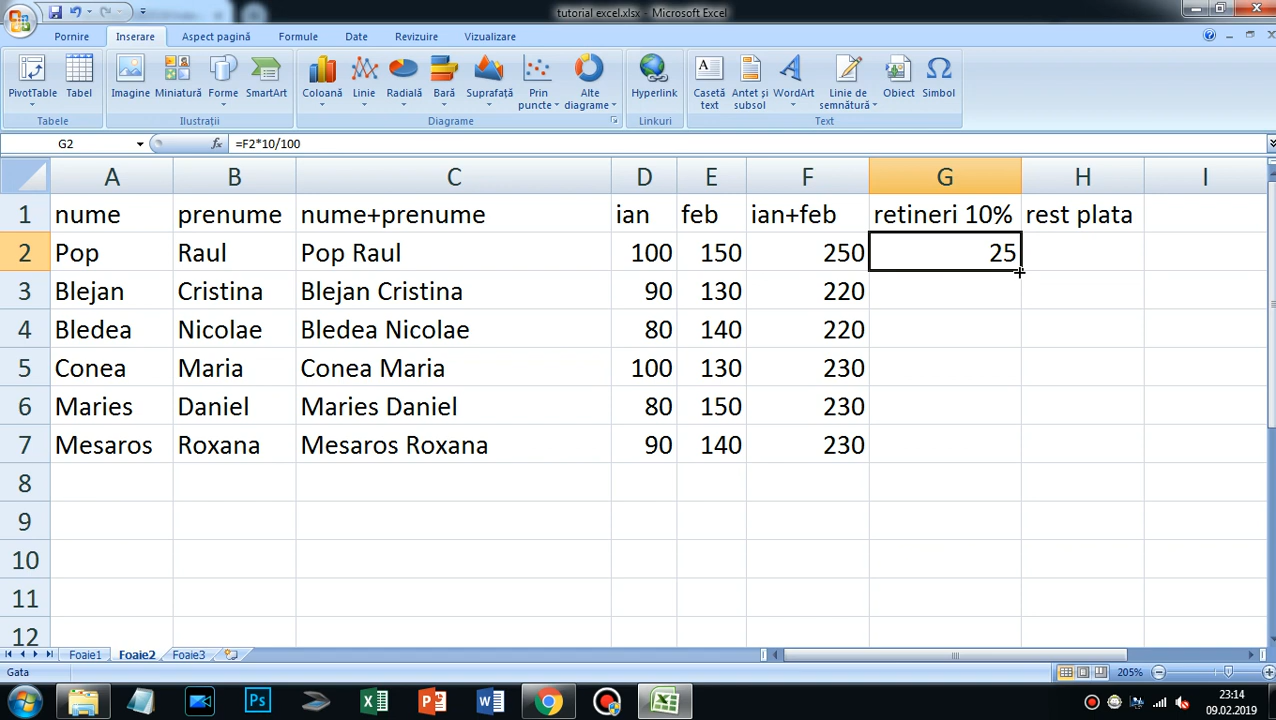 tutorial excel.xlsx - Microsoft Excel
Pornire Inserare Aspect pagină Formule Date Revizuire Vizualizare
PivotTable Tabel Imagine Miniatură Forme SmartArt Coloană Linie Radială Bară Suprafaţă Prin puncte Alte diagrame Hyperlink Casetă text Antet şi subsol WordArt Linie de semnătură Obiect Simbol
Tabele Ilustraţii Diagrame Linkuri Text
G2 fx =F2*10/100
A B C D E F G H I
1 nume prenume nume+prenume ian feb ian+feb retineri 10% rest plata
2 Pop Raul Pop Raul 100 150 250 25
3 Blejan Cristina Blejan Cristina 90 130 220
4 Bledea Nicolae Bledea Nicolae 80 140 220
5 Conea Maria Conea Maria 100 130 230
6 Maries Daniel Maries Daniel 80 150 230
7 Mesaros Roxana Mesaros Roxana 90 140 230
8
9
10
11
12
Foaie1 Foaie2 Foaie3
Gata 205%
Ps 23:14
09.02.2019